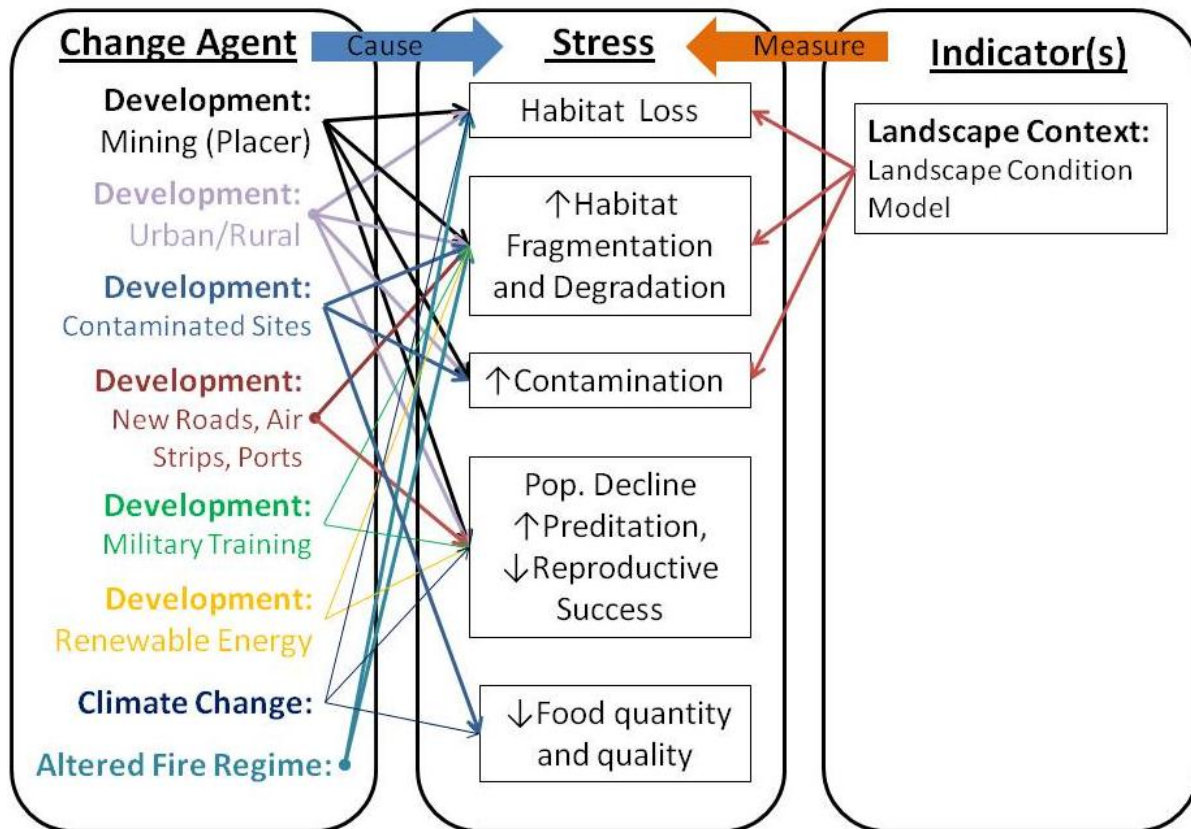 Change Agent
Cause
Stress
Measure
Indicator(s)
Development:
Mining (Placer)
Development:
Urban/Rural
Development:
Contaminated Sites
Development:
New Roads, Air
Strips, Ports
Development:
Military Training
Development:
Renewable Energy
Climate Change:
Altered Fire Regime:
Habitat Loss
↑Habitat
Fragmentation
and Degradation
↑Contamination
Pop. Decline
↑Preditation,
↓Reproductive
Success
↓Food quantity
and quality
Landscape Context:
Landscape Condition
Model